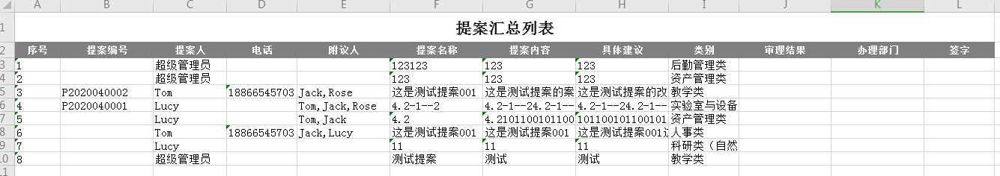 A B C D E F G H I J K L
1 提案汇总列表
2 序号 提案编号 提案人 电话 附议人 提案名称 提案内容 具体建议 类别 审理结果 办理部门 签字
3 1 超级管理员 123123 123 123 后勤管理类
4 2 超级管理员 123 123 123 资产管理类
5 3 P2020040002 Tom 18866545703 Jack,Rose 这是测试提案001 这是测试提案的案 这是测试提案的改 教学类
6 4 P2020040001 Lucy Tom,Jack,Rose 4.2-1--2 4.2-1--24.2-1-- 4.2-1--24.2-1-- 实验室与设备
7 5 Lucy Tom,Jack 4.2 4.2101100101100 101100101100101 资产管理类
8 6 Tom 18866545703 Jack,Lucy 这是测试提案001 这是测试提案001 这是测试提案001这 人事类
9 7 Lucy 11 11 11 科研类（自然
10 8 超级管理员 测试提案 测试 测试 教学类
11